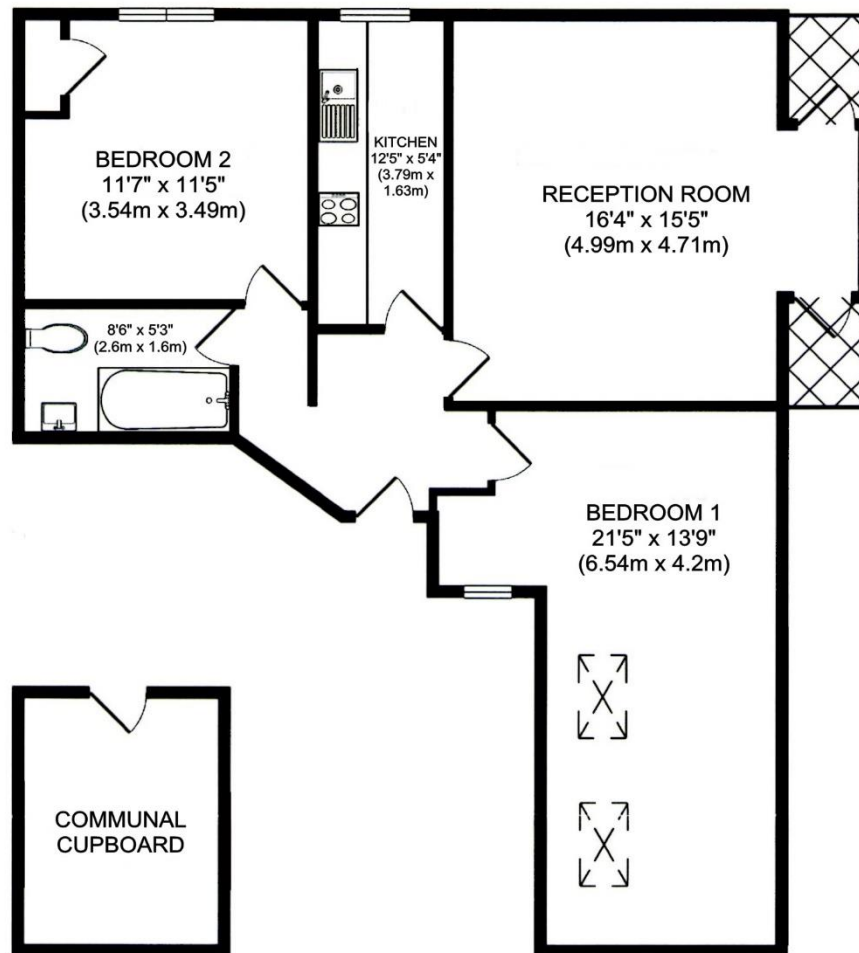 BEDROOM 2
11'7" x 11'5"
(3.54m x 3.49m)
KITCHEN
12'5" x 5'4"
(3.79m x
1.63m)
RECEPTION ROOM
16'4" x 15'5"
(4.99m x 4.71m)
8'6" x 5'3"
(2.6m x 1.6m)
BEDROOM 1
21'5" x 13'9"
(6.54m x 4.2m)
COMMUNAL
CUPBOARD